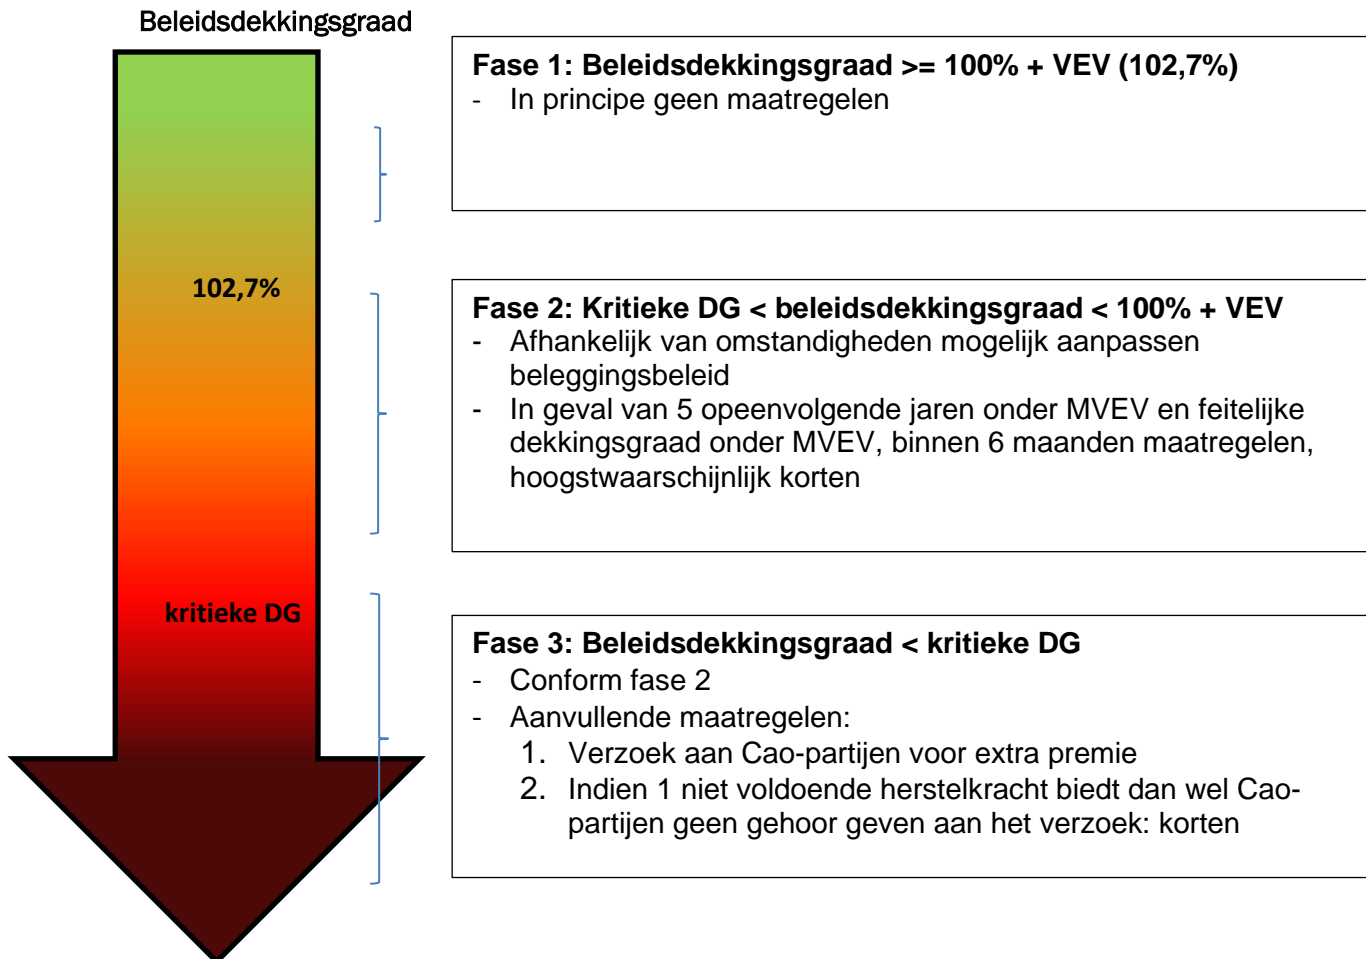 Beleidsdekkingsgraad
Fase 1: Beleidsdekkingsgraad >= 100% + VEV (102,7%)
- In principe geen maatregelen
102,7%
Fase 2: Kritieke DG < beleidsdekkingsgraad < 100% + VEV
- Afhankelijk van omstandigheden mogelijk aanpassen
beleggingsbeleid
- In geval van 5 opeenvolgende jaren onder MVEV en feitelijke
dekkingsgraad onder MVEV, binnen 6 maanden maatregelen,
hoogstwaarschijnlijk korten
kritieke DG
Fase 3: Beleidsdekkingsgraad < kritieke DG
- Conform fase 2
- Aanvullende maatregelen:
1. Verzoek aan Cao-partijen voor extra premie
2. Indien 1 niet voldoende herstelkracht biedt dan wel Cao-
partijen geen gehoor geven aan het verzoek: korten